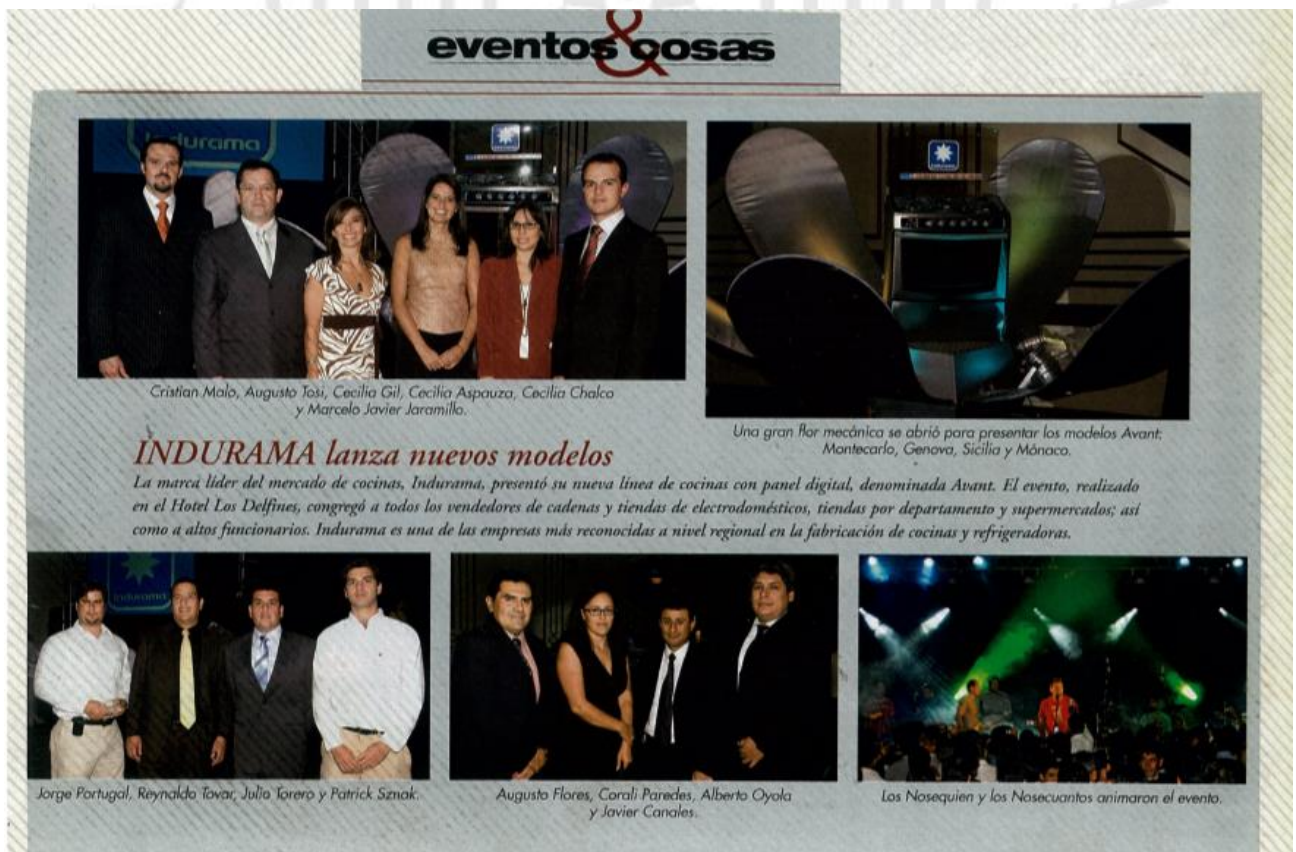 eventos & cosas
indurama
Cristian Malo, Augusto Tosi, Cecilia Gil, Cecilia Aspauza, Cecilia Chalco
y Marcelo Javier Jaramillo.
Una gran flor mecánica se abrió para presentar los modelos Avant:
Montecarlo, Genova, Sicilia y Mónaco.
INDURAMA lanza nuevos modelos
La marca líder del mercado de cocinas, Indurama, presentó su nueva línea de cocinas con panel digital, denominada Avant. El evento, realizado
en el Hotel Los Delfines, congregó a todos los vendedores de cadenas y tiendas de electrodomésticos, tiendas por departamento y supermercados; así
como a altos funcionarios. Indurama es una de las empresas más reconocidas a nivel regional en la fabricación de cocinas y refrigeradoras.
indurama
Jorge Portugal, Reynaldo Tovar, Julio Torero y Patrick Sznak.
Augusto Flores, Corali Paredes, Alberto Oyola
y Javier Canales.
Los Nosequien y los Nosecuantos animaron el evento.